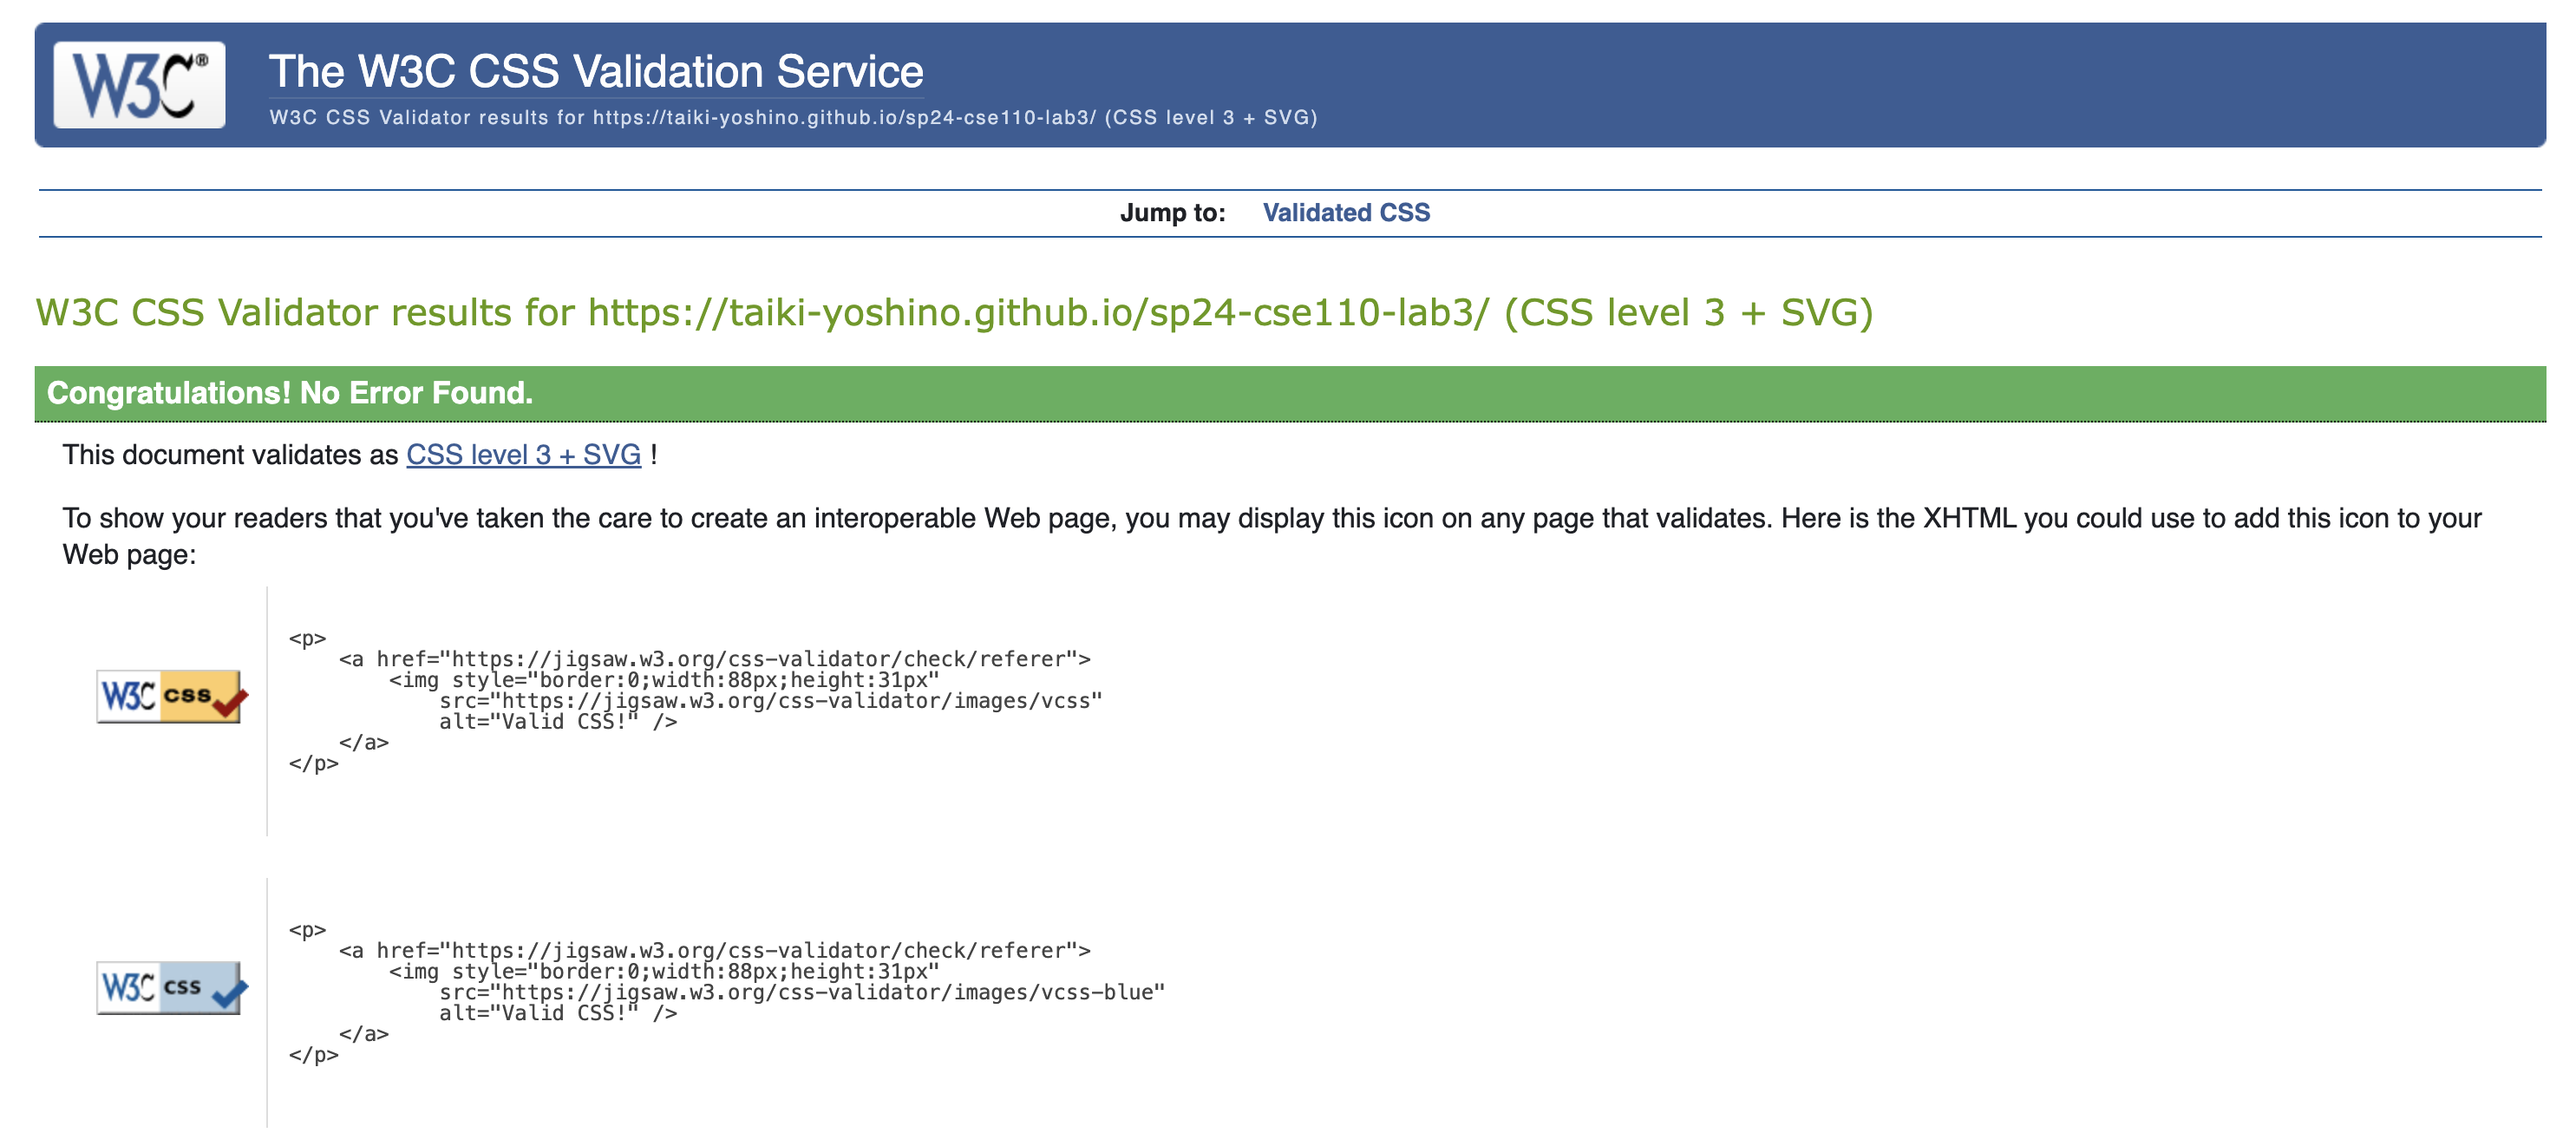 W3C®
The W3C CSS Validation Service
W3C CSS Validator results for https://taiki-yoshino.github.io/sp24-cse110-lab3/ (CSS level 3 + SVG)
Jump to: Validated CSS
W3C CSS Validator results for https://taiki-yoshino.github.io/sp24-cse110-lab3/ (CSS level 3 + SVG)
Congratulations! No Error Found.
This document validates as CSS level 3 + SVG !
To show your readers that you've taken the care to create an interoperable Web page, you may display this icon on any page that validates. Here is the XHTML you could use to add this icon to your
Web page:
<p>
<a href="https://jigsaw.w3.org/css-validator/check/referer">
<img style="border:0;width:88px;height:31px"
W3C css
src="https://jigsaw.w3.org/css-validator/images/vcss"
alt="Valid CSS!" />
</a>
</p>
<p>
<a href="https://jigsaw.w3.org/css-validator/check/referer">
<img style="border:0;width:88px;height:31px"
W3C css
src="https://jigsaw.w3.org/css-validator/images/vcss-blue"
alt="Valid CSS!" />
</a>
</p>